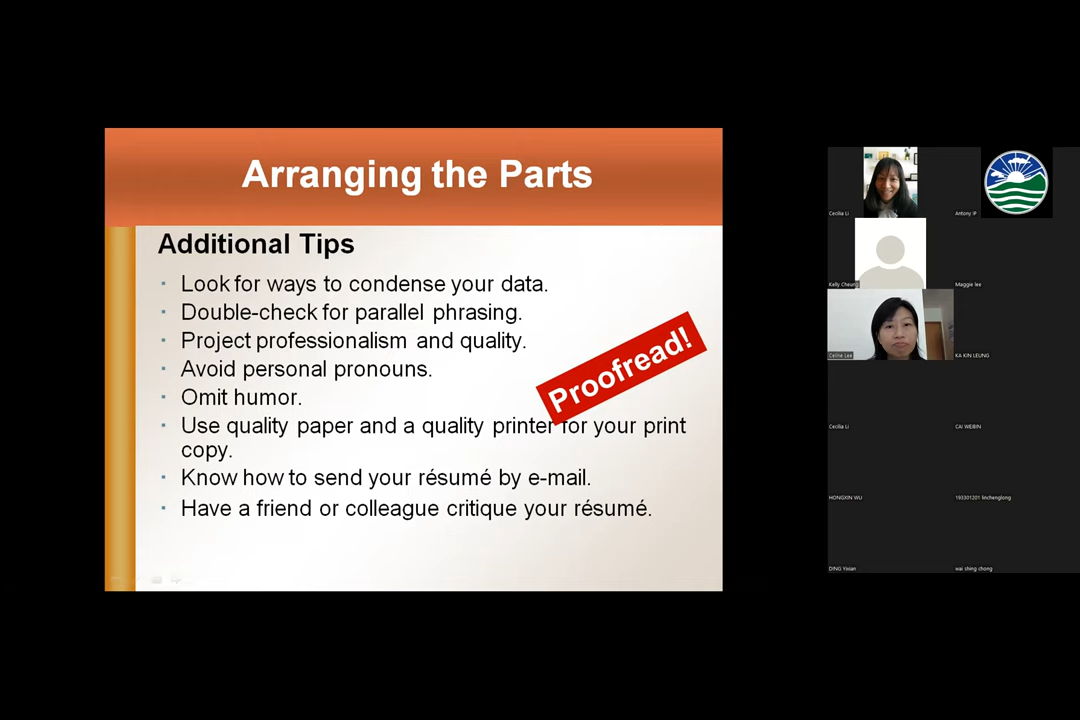 Arranging the Parts
Additional Tips
Look for ways to condense your data.
Double-check for parallel phrasing.
Project professionalism and quality.
Avoid personal pronouns.
Omit humor.
Use quality paper and a quality printer for your print
copy.
Know how to send your résumé by e-mail.
Have a friend or colleague critique your résumé.
Proofread!
Cecilia Li
Antony IP
Kelly Cheung
Maggie lee
Celine Lee
KA KIN LEUNG
Cecilia Li
CAI WEIBIN
HONGXIN WU
193301201 linchenglong
DING Yixian
wai shing chong